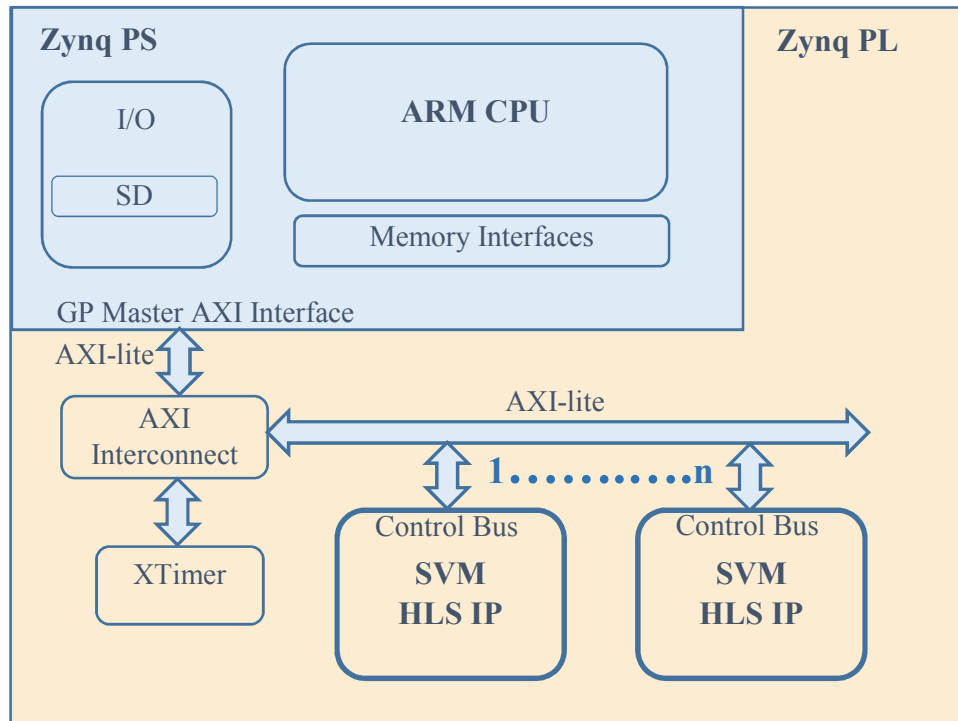 Zynq PS
Zynq PL
I/O
SD
ARM CPU
Memory Interfaces
GP Master AXI Interface
AXI-lite
AXI
Interconnect
AXI-lite
1...........n
XTimer
Control Bus
SVM
HLS IP
Control Bus
SVM
HLS IP